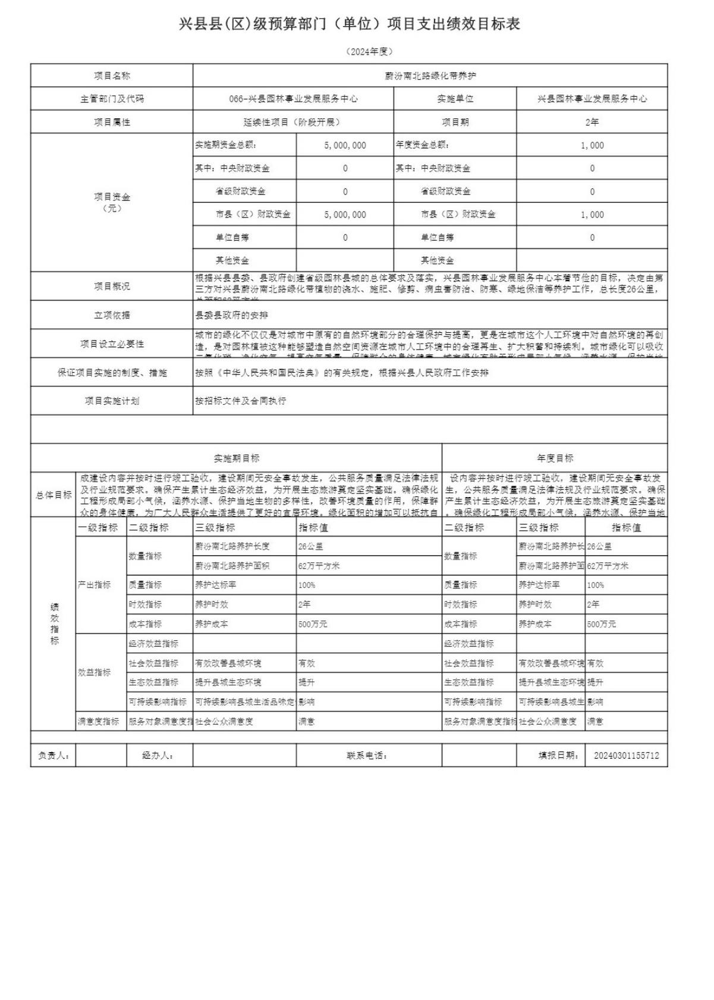 兴县县(区)级预算部门（单位）项目支出绩效目标表
（2024年度）
项目名称 蔚汾南北路绿化带养护
主管部门及代码 066-兴县园林事业发展服务中心 实施单位 兴县园林事业发展服务中心
项目属性 延续性项目（阶段开展） 项目期 2年
项目资金
（元）
实施期资金总额： 5,000,000 年度资金总额： 1,000
其中：中央财政资金 0 其中：中央财政资金 0
省级财政资金 0 省级财政资金 0
市县（区）财政资金 5,000,000 市县（区）财政资金 1,000
单位自筹 0 单位自筹 0
其他资金 其他资金
项目概况
根据兴县县委、县政府创建省级园林县城的总体要求及落实，兴县园林事业发展服务中心本着节俭的目标，决定由第
三方对兴县蔚汾南北路绿化带植物的浇水、施肥、修剪、病虫害防治、防寒、绿地保洁等养护工作，总长度26公里，
立项依据 县委县政府的安排
项目设立必要性
城市的绿化不仅仅是对城市中原有的自然环境部分的合理保护与提高，更是在城市这个人工环境中对自然环境的再创
造，是对园林植被这种能够塑造自然空间资源在城市人工环境中的合理再生、扩大积蓄和持续利。城市绿化可以吸收
保证项目实施的制度、措施 按照《中华人民共和国民法典》的有关规定，根据兴县人民政府工作安排
项目实施计划 按招标文件及合同执行
实施期目标 年度目标
总体目标
成建设内容并按时进行竣工验收，建设期间无安全事故发生，公共服务质量满足法律法规
及行业规范要求。确保产生累计生态经济效益，为开展生态旅游奠定坚实基础。确保绿化
工程形成局部小气候，涵养水源、保护当地生物的多样性，改善环境质量的作用，保障群
众的身体健康，为广大人民群众生活提供了更好的宜居环境。绿化面积的增加可以抵抗自
设内容并按时进行竣工验收，建设期间无安全事故发
生，公共服务质量满足法律法规及行业规范要求。确保
产生累计生态经济效益，为开展生态旅游奠定坚实基础
。确保绿化工程形成局部小气候，涵养水源、保护当地
绩效指标
一级指标 二级指标 三级指标 指标值 二级指标 三级指标 指标值
产出指标
数量指标 蔚汾南北路养护长度 26公里 数量指标 蔚汾南北路养护长 26公里
蔚汾南北路养护面积 62万平方米 蔚汾南北路养护面 62万平方米
质量指标 养护达标率 100% 质量指标 养护达标率 100%
时效指标 养护时效 2年 时效指标 养护时效 2年
成本指标 养护成本 500万元 成本指标 养护成本 500万元
效益指标
经济效益指标 经济效益指标
社会效益指标 有效改善县城环境 有效 社会效益指标 有效改善县城环境 有效
生态效益指标 提升县城生态环境 提升 生态效益指标 提升县城生态环境 提升
可持续影响指标 可持续影响县城生活品味定 影响 可持续影响指标 可持续影响县城生 影响
满意度指标 服务对象满意度指 社会公众满意度 满意 服务对象满意度指标 社会公众满意度 满意
负责人： 经办人： 联系电话： 填报日期： 20240301155712